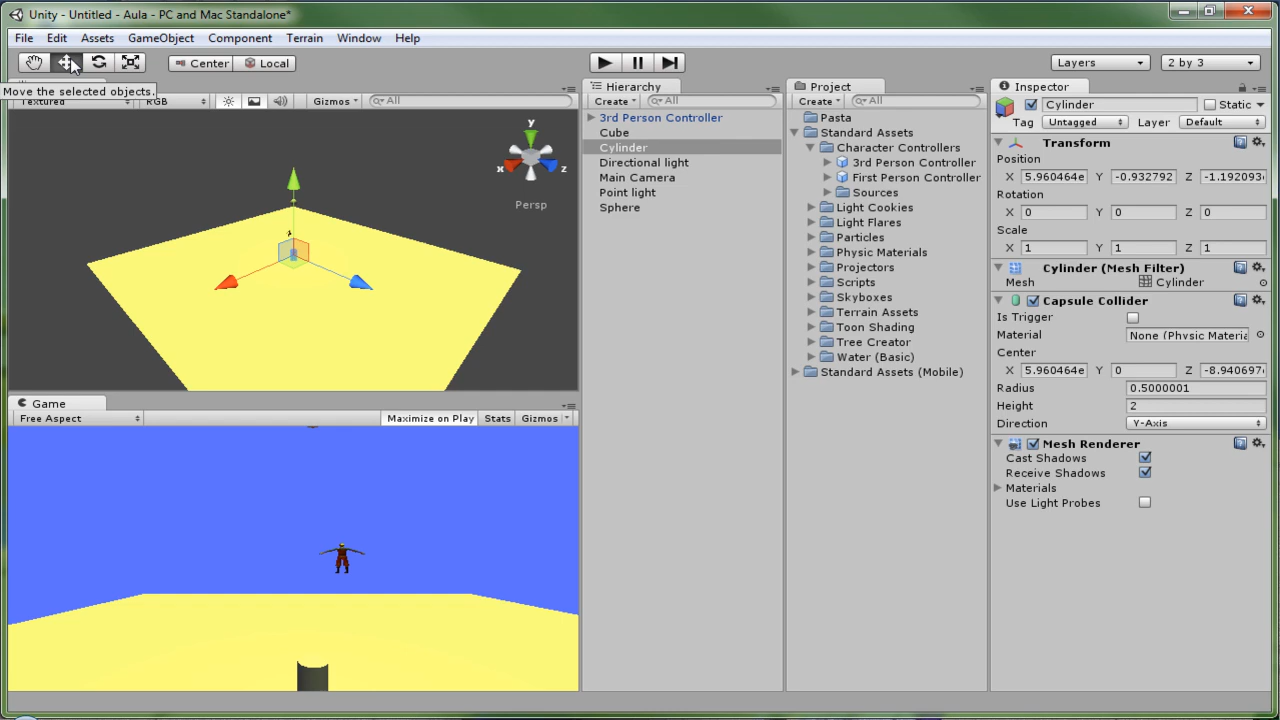 Unity - Untitled - Aula - PC and Mac Standalone*
File Edit Assets GameObject Component Terrain Window Help
Center Local Layers 2 by 3
Move the selected objects.
Textured RGB Gizmos All
Hierarchy
Create All
3rd Person Controller
Cube
Cylinder
Directional light
Main Camera
Point light
Sphere
y
x
z
Persp
Game
Free Aspect Maximize on Play Stats Gizmos
Project
Create All
Pasta
Standard Assets
Character Controllers
3rd Person Controller
First Person Controller
Sources
Light Cookies
Light Flares
Particles
Physic Materials
Projectors
Scripts
Skyboxes
Terrain Assets
Toon Shading
Tree Creator
Water (Basic)
Standard Assets (Mobile)
Inspector
Cylinder Static
Tag Untagged Layer Default
Transform
Position
X 5.960464e Y -0.932792 Z -1.192093
Rotation
X 0 Y 0 Z 0
Scale
X 1 Y 1 Z 1
Cylinder (Mesh Filter)
Mesh Cylinder
Capsule Collider
Is Trigger
Material None (Physic Materia
Center
X 5.960464e Y 0 Z -8.940697
Radius 0.5000001
Height 2
Direction Y-Axis
Mesh Renderer
Cast Shadows
Receive Shadows
Materials
Use Light Probes